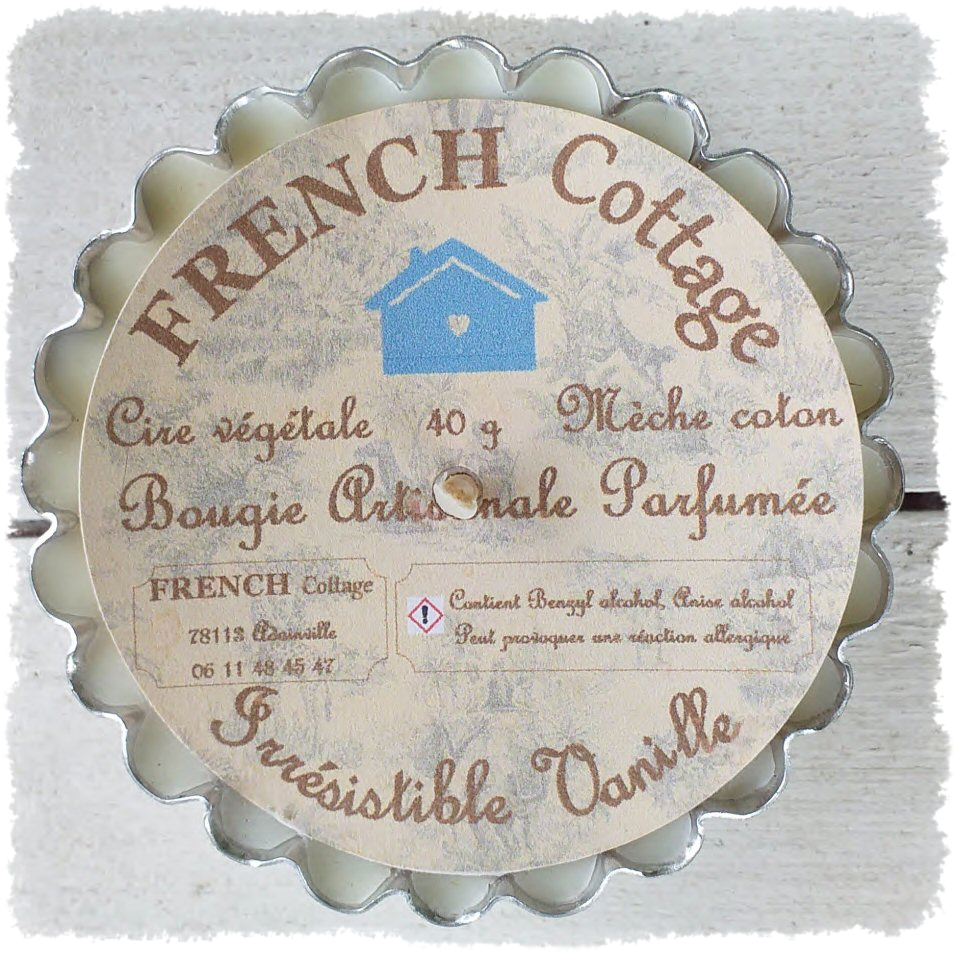 FRENCH Cottage
Cire végétale 40 g Mèche coton
Bougie Artisanale Parfumée
FRENCH Cottage
78113 Adainville
06 11 48 45 47
Contient Benzyl alcohol, Anise alcohol
Peut provoquer une réaction allergique
Irrésistible Vanille